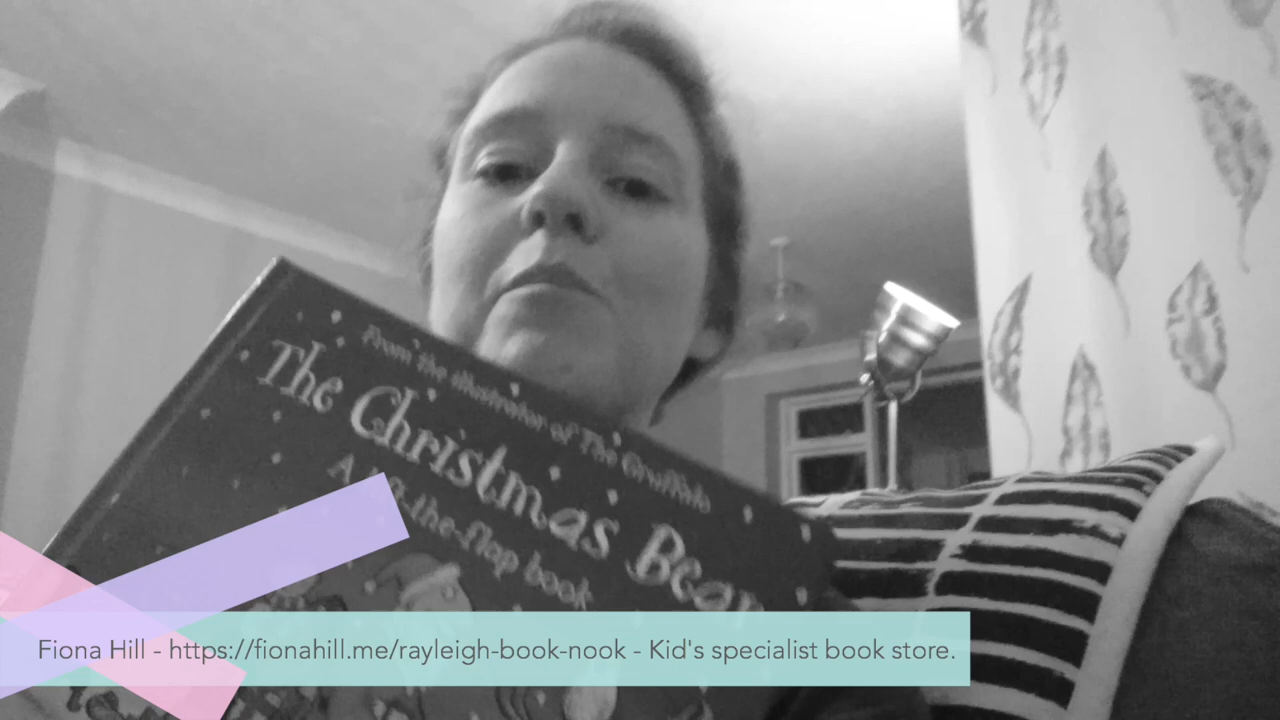 From the illustrator of The Gruffalo
The Christmas Bear
A lift-the-flap book
Fiona Hill - https://fionahill.me/rayleigh-book-nook - Kid's specialist book store.